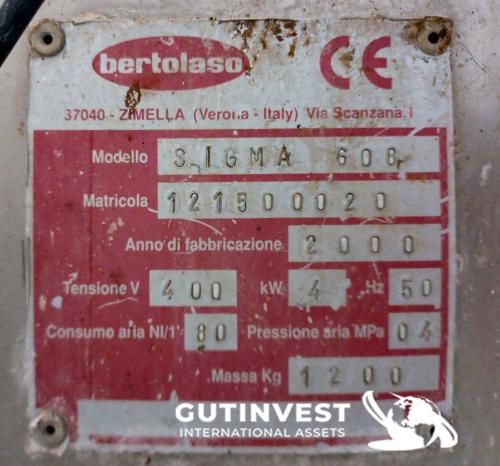 bertolaso CE
37040 - ZIMELLA (Verona - Italy) Via Scanzana. i
Modello SIGMA 608
Matricola 121500020
Anno di fabbricazione 2000
Tensione V 400 kW 4 Hz 50
Consumo aria Nl/1' 80 Pressione aria MPa 04
Massa Kg 1200
GUTINVEST
INTERNATIONAL ASSETS